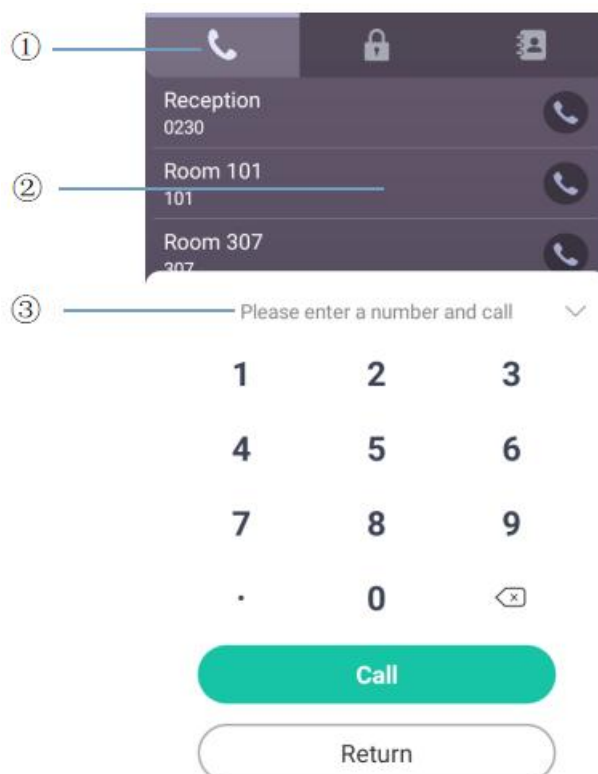 ①
Reception
0230
②
Room 101
101
Room 307
307
③
Please enter a number and call
1 2 3
4 5 6
7 8 9
. 0
Call
Return